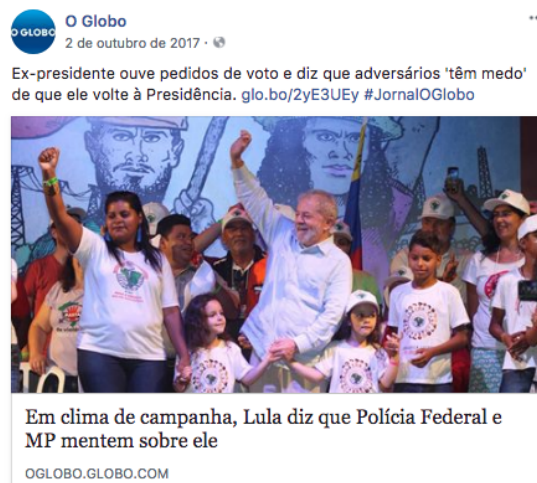 O GLOBO
O Globo
2 de outubro de 2017 ·
Ex-presidente ouve pedidos de voto e diz que adversários 'têm medo'
de que ele volte à Presidência. glo.bo/2yE3UEy #JornalOGlobo
Em clima de campanha, Lula diz que Polícia Federal e
MP mentem sobre ele
OGLOBO.GLOBO.COM